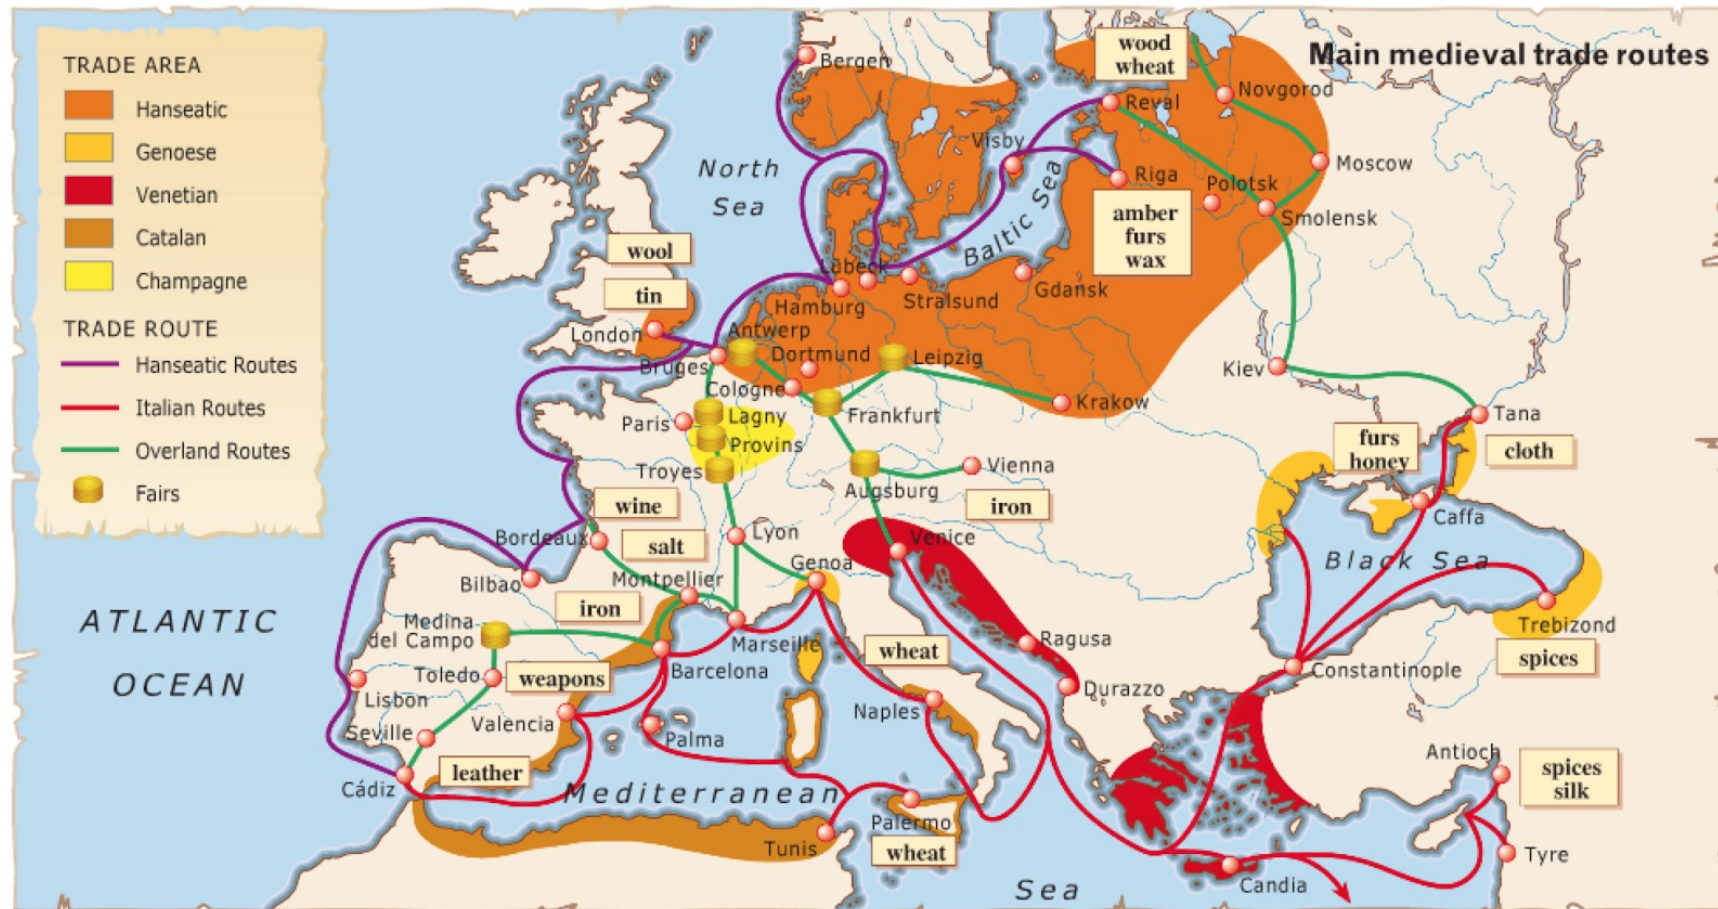 Main medieval trade routes
TRADE AREA
Hanseatic
Genoese
Venetian
Catalan
Champagne
TRADE ROUTE
Hanseatic Routes
Italian Routes
Overland Routes
Fairs
Bergen
wood
wheat
Reval
Novgorod
Visby
Moscow
North
Sea
Riga
Polotsk
Smolensk
Baltic Sea
amber
furs
wax
wool
tin
Lübeck
Gdańsk
Stralsund
Hamburg
London
Antwerp
Bruges
Dortmund
Leipzig
Kiev
Cologne
Krakow
Lagny
Frankfurt
Paris
Provins
Tana
furs
honey
cloth
Troyes
Vienna
Augsburg
wine
iron
Caffa
Bordeaux
salt
Lyon
Venice
Black Sea
Genoa
Bilbao
Montpellier
iron
ATLANTIC
OCEAN
Medina
del Campo
Marseille
Ragusa
Trebizond
wheat
spices
Toledo
weapons
Barcelona
Constantinople
Lisbon
Durazzo
Valencia
Naples
Seville
Palma
Antioch
leather
spices
silk
Cádiz
Mediterranean
Palermo
Tunis
wheat
Tyre
Candia
Sea